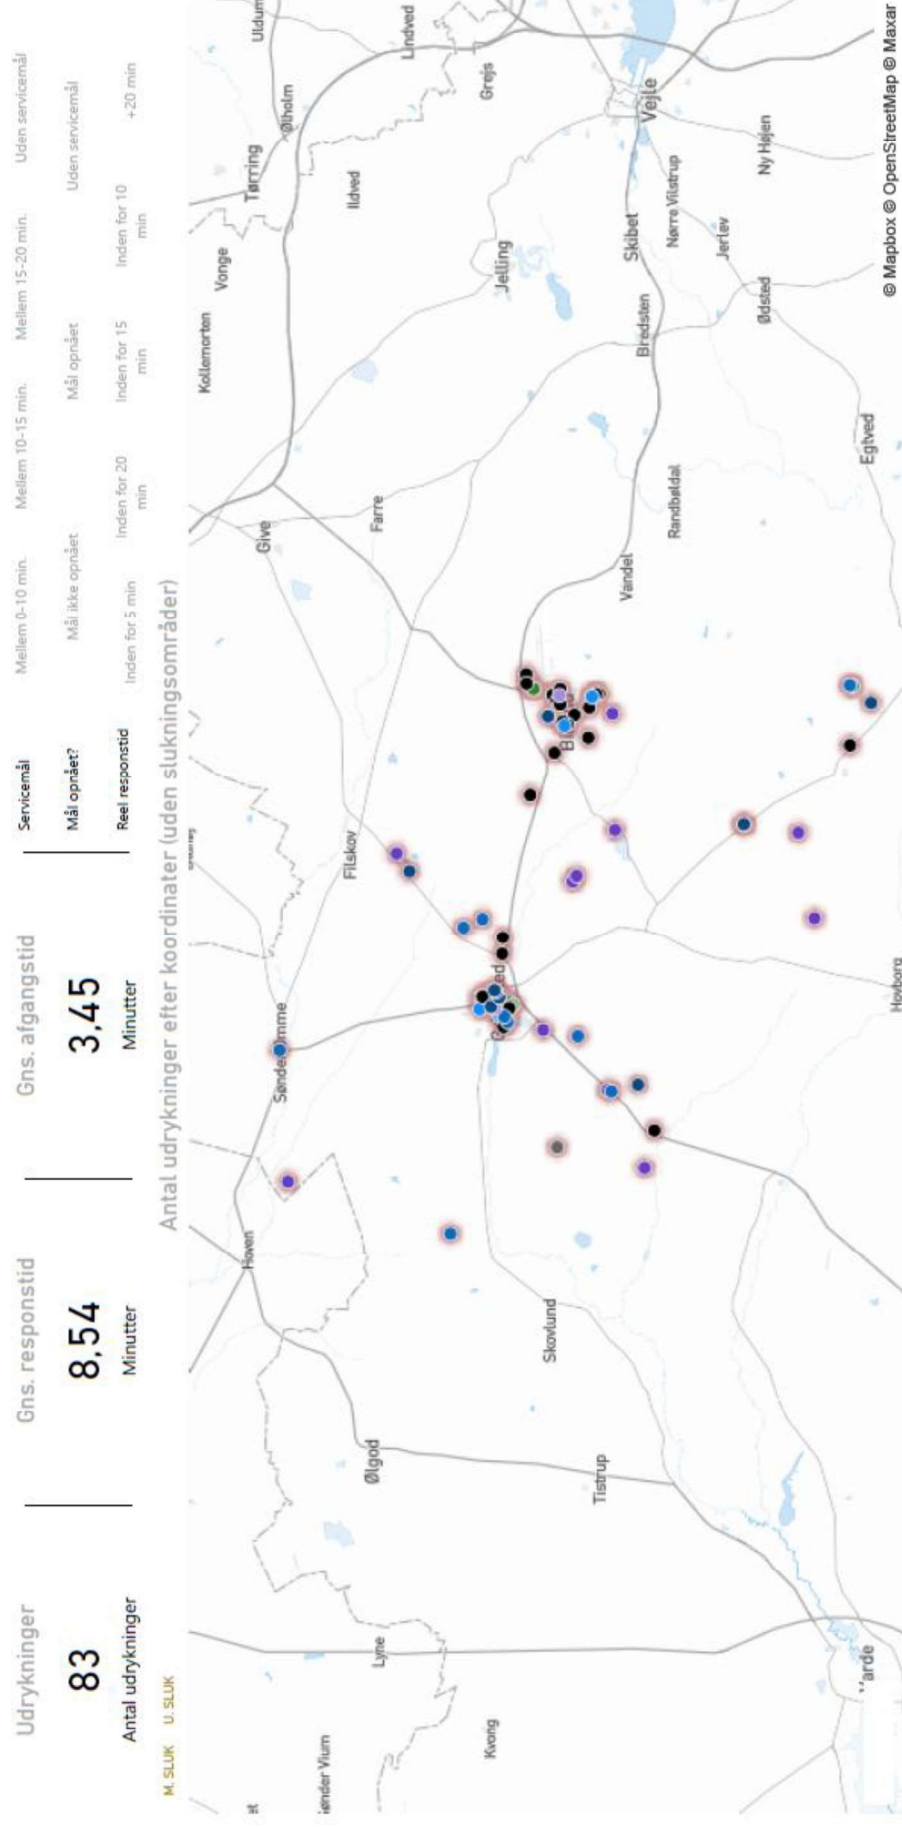 Udrykninger
83
Antal udrykninger
Gns. responstid
8,54
Minutter
Gns. afgangstid
3,45
Minutter
Servicemål
Mellem 0-10 min.
Mellem 10-15 min.
Mellem 15-20 min.
Uden servicemål
Mål opnået?
Mål ikke opnået
Mål opnået
Uden servicemål
Reel responstid
Inden for 5 min
Inden for 20
min
Inden for 15
min
Inden for 10
min
+20 min
M. SLUK U. SLUK
Antal udrykninger efter koordinater (uden slukningsområder)
Hoven
Sønder
mme
Give
Kollemorten
Vonge
Tørring
Ølholm
Uldum
Sønder Vium
Lyne
Ølgod
Filskov
Farre
Ildved
Lindved
Kvong
Jelling
Grejs
Skovlund
Tistrup
Vandel
Randbøldal
Bredsten
Skibet
Nørre Vilstrup
Vejle
Jerlev
Ødsted
Ny Højen
Egtved
Hovborg
arde
© Mapbox © OpenStreetMap © Maxar